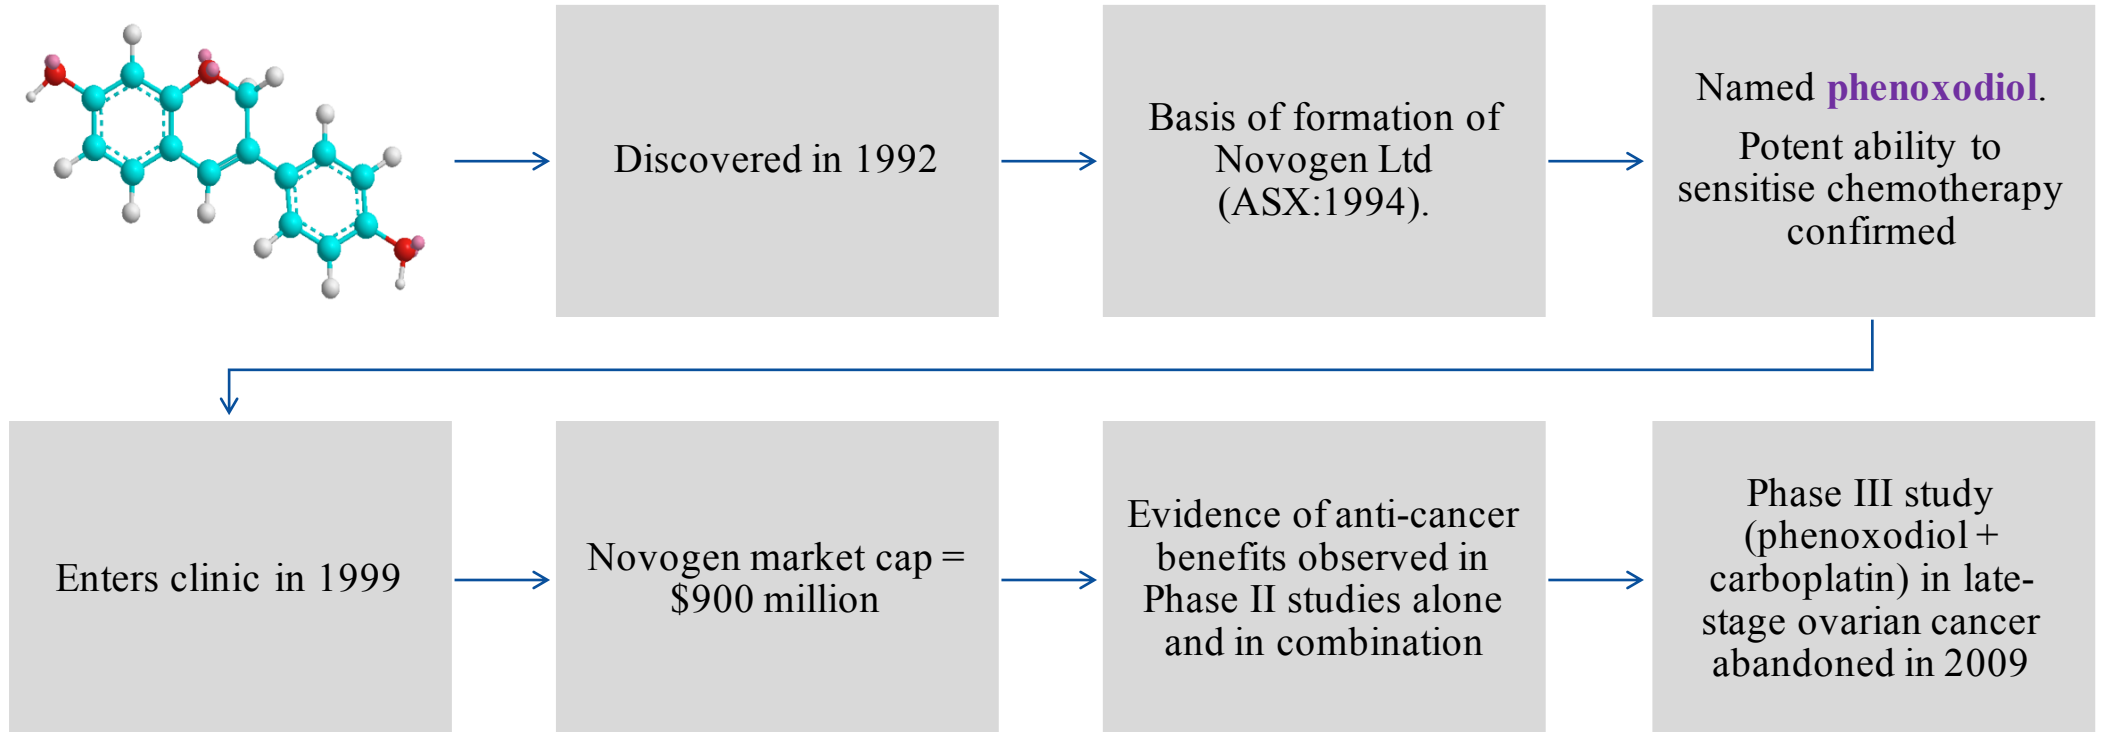 Discovered in 1992
Basis of formation of
Novogen Ltd
(ASX:1994).
Named phenoxodiol.
Potent ability to
sensitise chemotherapy
confirmed
Enters clinic in 1999
Novogen market cap =
$900 million
Evidence of anti-cancer
benefits observed in
Phase II studies alone
and in combination
Phase III study
(phenoxodiol +
carboplatin) in late-
stage ovarian cancer
abandoned in 2009